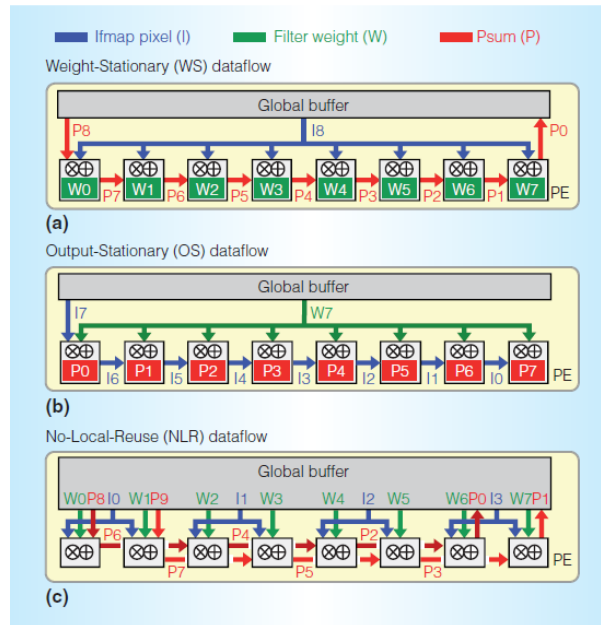 Ifmap pixel (I) Filter weight (W) Psum (P)
Weight-Stationary (WS) dataflow
Global buffer
P8 I8 P0
W0 W1 W2 W3 W4 W5 W6 W7 PE
P7 P6 P5 P4 P3 P2 P1
(a)
Output-Stationary (OS) dataflow
Global buffer
I7 W7
P0 P1 P2 P3 P4 P5 P6 P7 PE
I6 I5 I4 I3 I2 I1 I0
(b)
No-Local-Reuse (NLR) dataflow
Global buffer
W0 P8 I0 W1 P9 W2 I1 W3 W4 I2 W5 W6 P0 I3 W7 P1
P6 P4 P2
PE
P7 P5 P3
(c)